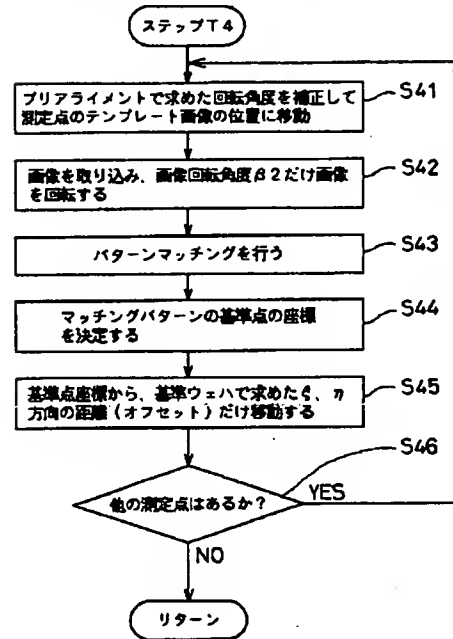 ステップT4
プリアライメントで求めた回転角度を補正して
測定点のテンプレート画像の位置に移動
S41
画像を取り込み、画像回転角度β2だけ画像
を回転する
S42
パターンマッチングを行う
S43
マッチングパターンの基準点の座標
を決定する
S44
基準点座標から、基準ウェハで求めたξ、η
方向の距離(オフセット)だけ移動する
S45
他の測定点はあるか?
S46
YES
NO
リターン